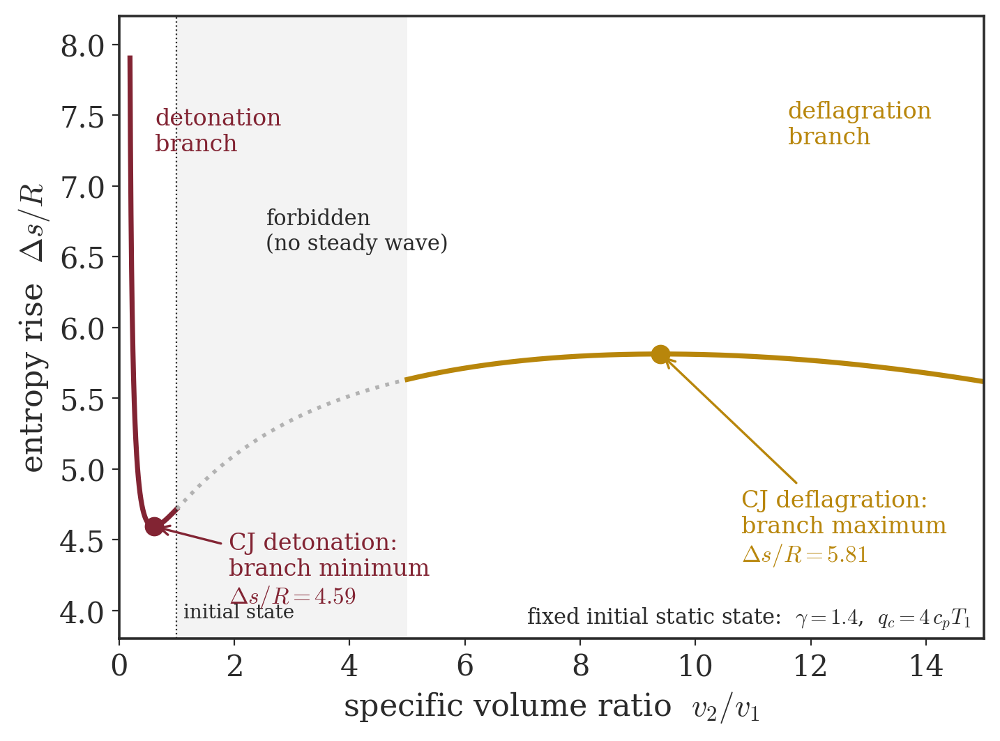 8.0
7.5
7.0
6.5
6.0
5.5
5.0
4.5
4.0
entropy rise Δs/R
detonation
branch
deflagration
branch
forbidden
(no steady wave)
CJ deflagration:
branch maximum
Δs/R = 5.81
CJ detonation:
branch minimum
Δs/R = 4.59
initial state
fixed initial static state: γ = 1.4, q_c = 4 c_p T_1
0 2 4 6 8 10 12 14
specific volume ratio v_2/v_1